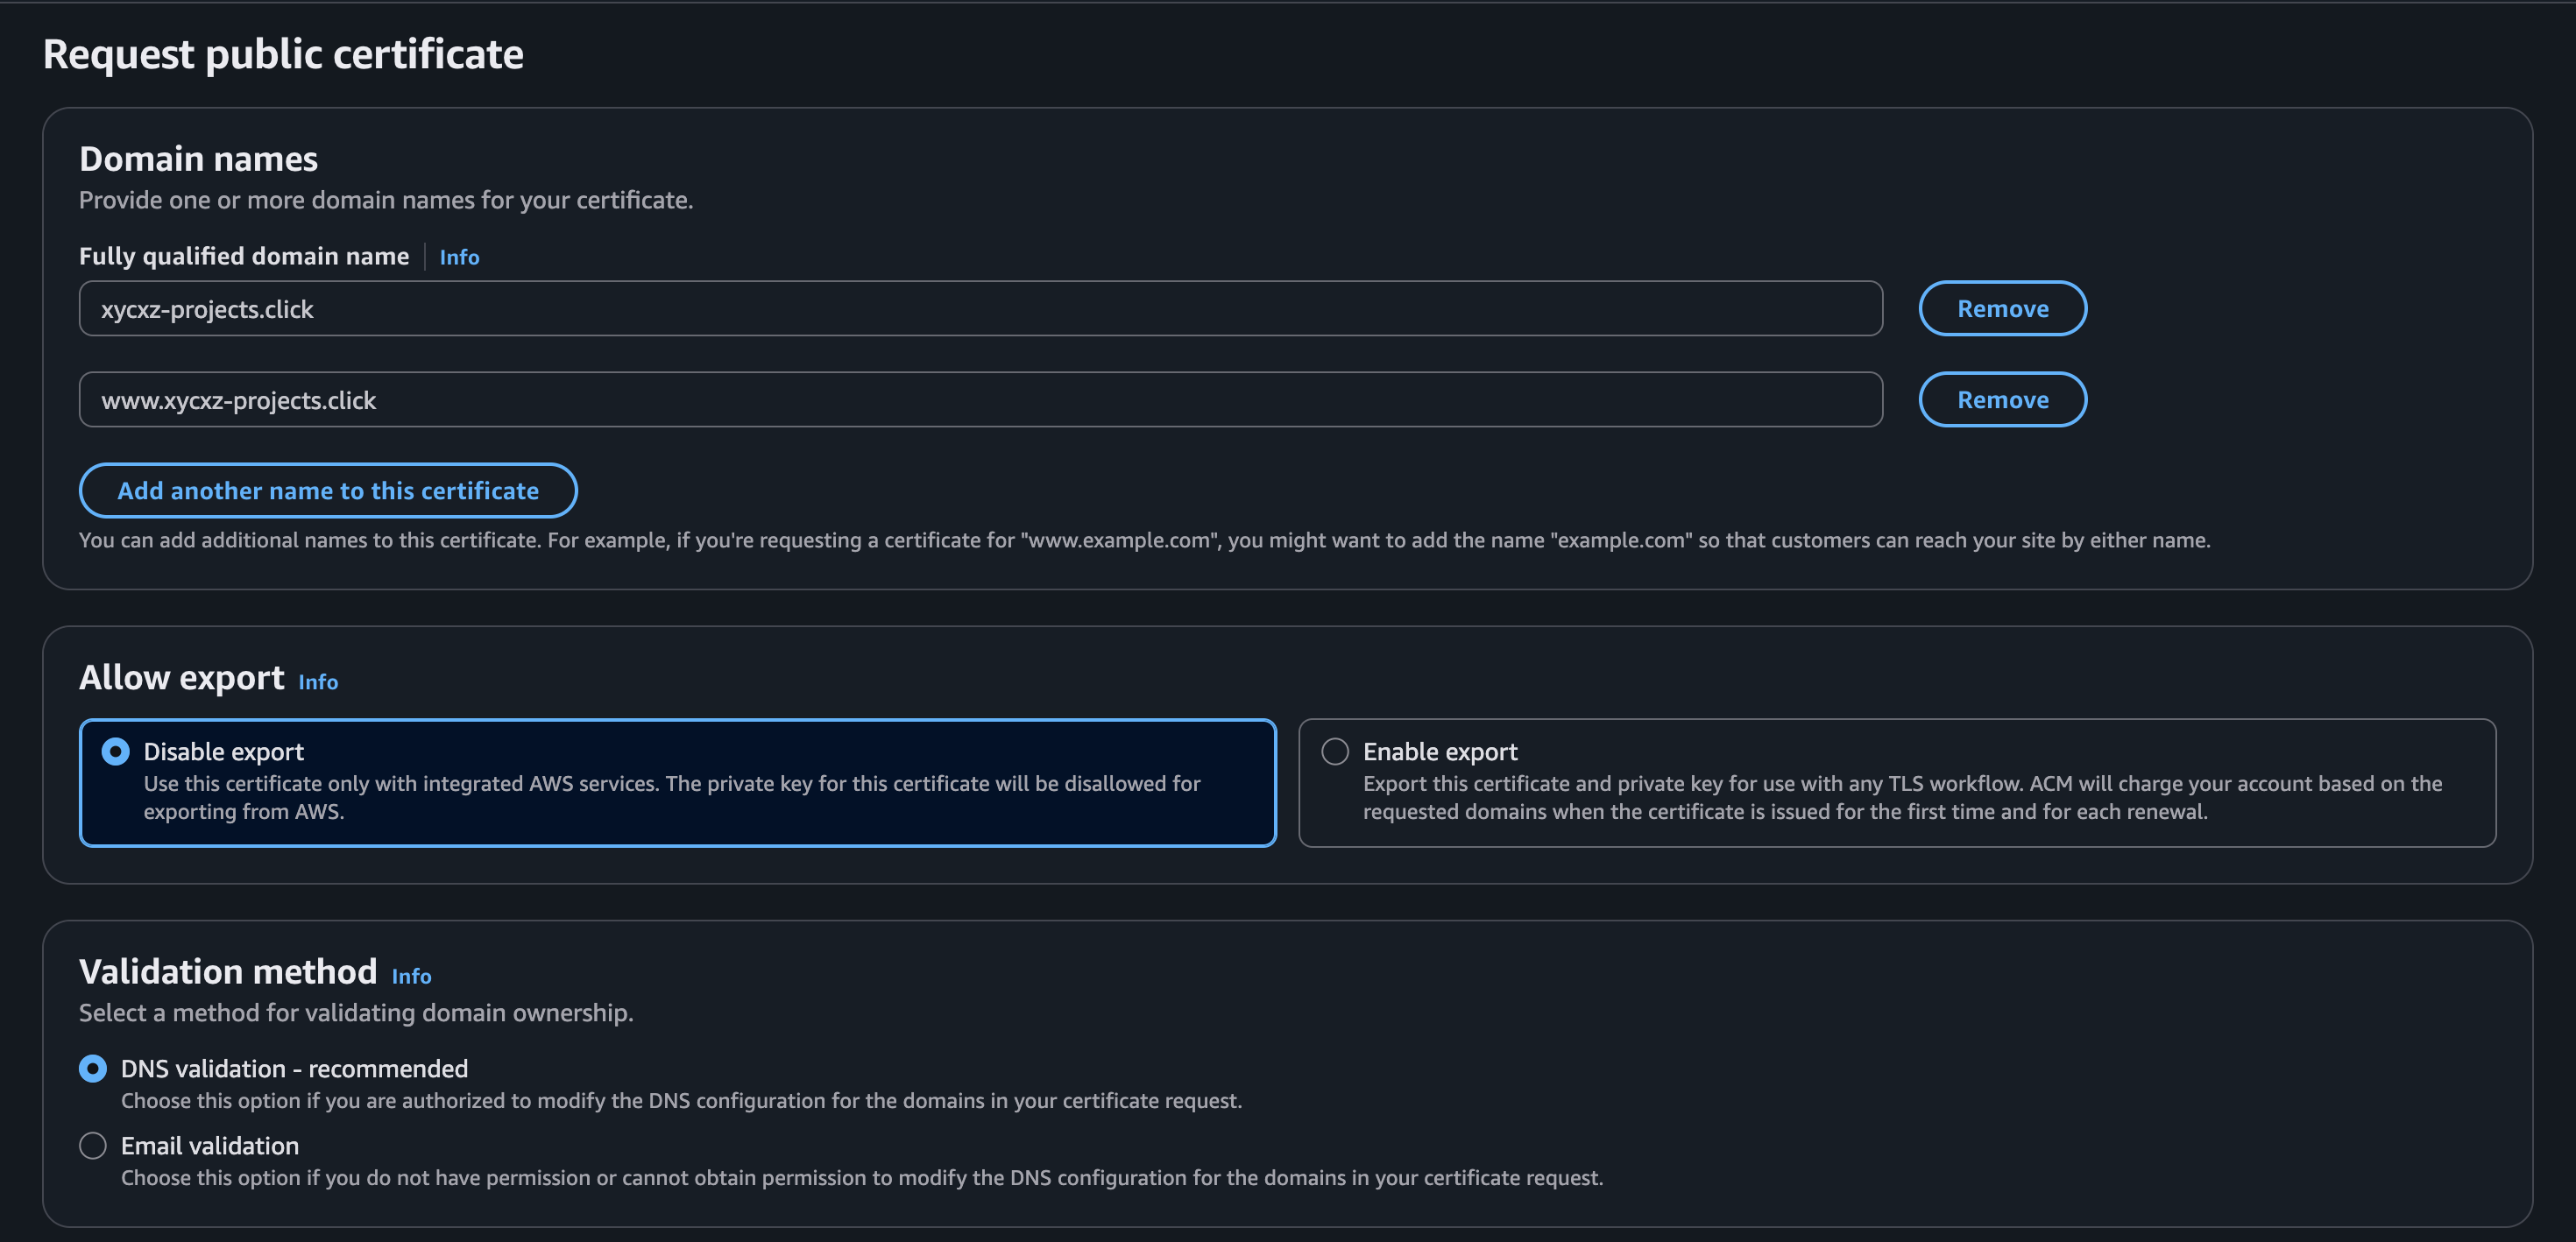 Request public certificate
Domain names
Provide one or more domain names for your certificate.
Fully qualified domain name
Info
xycxz-projects.click
Remove
www.xycxz-projects.click
Remove
Add another name to this certificate
You can add additional names to this certificate. For example, if you're requesting a certificate for "www.example.com", you might want to add the name "example.com" so that customers can reach your site by either name.
Allow export Info
Disable export
Use this certificate only with integrated AWS services. The private key for this certificate will be disallowed for
exporting from AWS.
Enable export
Export this certificate and private key for use with any TLS workflow. ACM will charge your account based on the
requested domains when the certificate is issued for the first time and for each renewal.
Validation method Info
Select a method for validating domain ownership.
DNS validation - recommended
Choose this option if you are authorized to modify the DNS configuration for the domains in your certificate request.
Email validation
Choose this option if you do not have permission or cannot obtain permission to modify the DNS configuration for the domains in your certificate request.